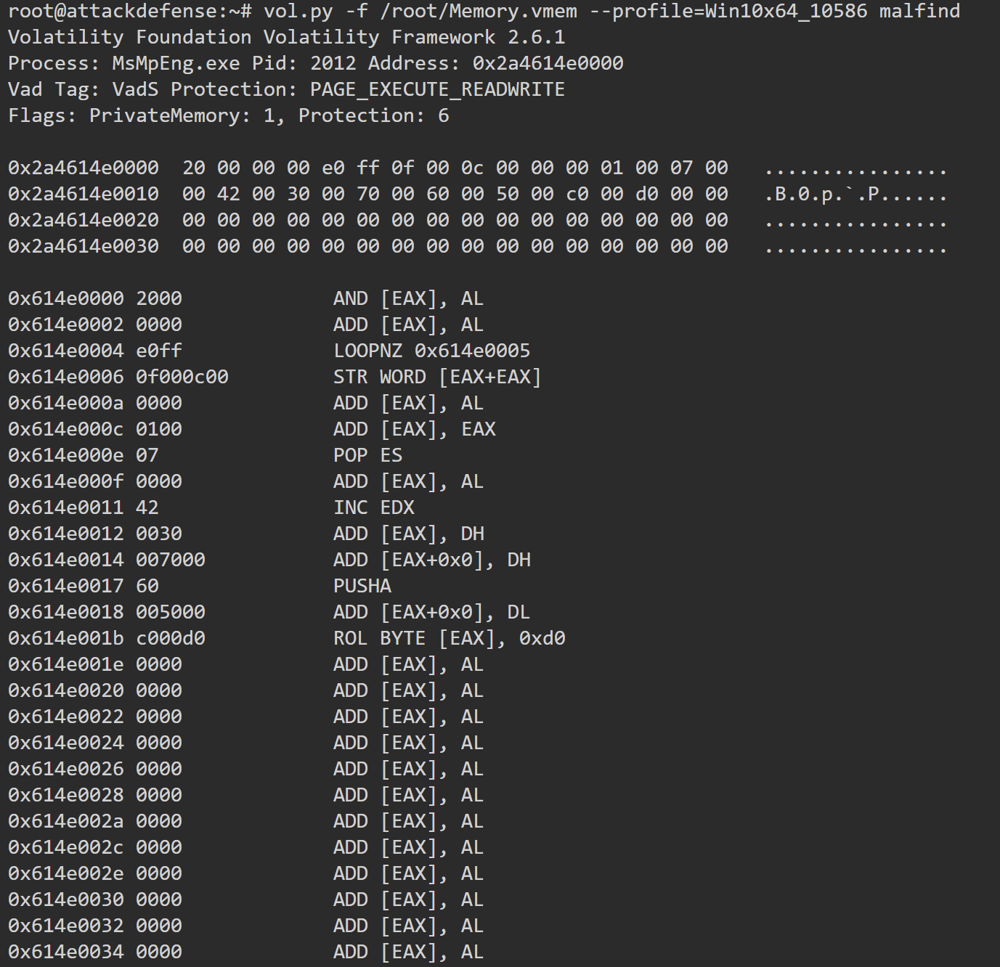 root@attackdefense:~# vol.py -f /root/Memory.vmem --profile=Win10x64_10586 malfind
Volatility Foundation Volatility Framework 2.6.1
Process: MsMpEng.exe Pid: 2012 Address: 0x2a4614e0000
Vad Tag: VadS Protection: PAGE_EXECUTE_READWRITE
Flags: PrivateMemory: 1, Protection: 6

0x2a4614e0000  20 00 00 00 e0 ff 0f 00 0c 00 00 00 01 00 07 00   ................
0x2a4614e0010  00 42 00 30 00 70 00 60 00 50 00 c0 00 d0 00 00   .B.0.p.`.P......
0x2a4614e0020  00 00 00 00 00 00 00 00 00 00 00 00 00 00 00 00   ................
0x2a4614e0030  00 00 00 00 00 00 00 00 00 00 00 00 00 00 00 00   ................

0x614e0000 2000             AND [EAX], AL
0x614e0002 0000             ADD [EAX], AL
0x614e0004 e0ff             LOOPNZ 0x614e0005
0x614e0006 0f000c00         STR WORD [EAX+EAX]
0x614e000a 0000             ADD [EAX], AL
0x614e000c 0100             ADD [EAX], EAX
0x614e000e 07               POP ES
0x614e000f 0000             ADD [EAX], AL
0x614e0011 42               INC EDX
0x614e0012 0030             ADD [EAX], DH
0x614e0014 007000           ADD [EAX+0x0], DH
0x614e0017 60               PUSHA
0x614e0018 005000           ADD [EAX+0x0], DL
0x614e001b c000d0           ROL BYTE [EAX], 0xd0
0x614e001e 0000             ADD [EAX], AL
0x614e0020 0000             ADD [EAX], AL
0x614e0022 0000             ADD [EAX], AL
0x614e0024 0000             ADD [EAX], AL
0x614e0026 0000             ADD [EAX], AL
0x614e0028 0000             ADD [EAX], AL
0x614e002a 0000             ADD [EAX], AL
0x614e002c 0000             ADD [EAX], AL
0x614e002e 0000             ADD [EAX], AL
0x614e0030 0000             ADD [EAX], AL
0x614e0032 0000             ADD [EAX], AL
0x614e0034 0000             ADD [EAX], AL